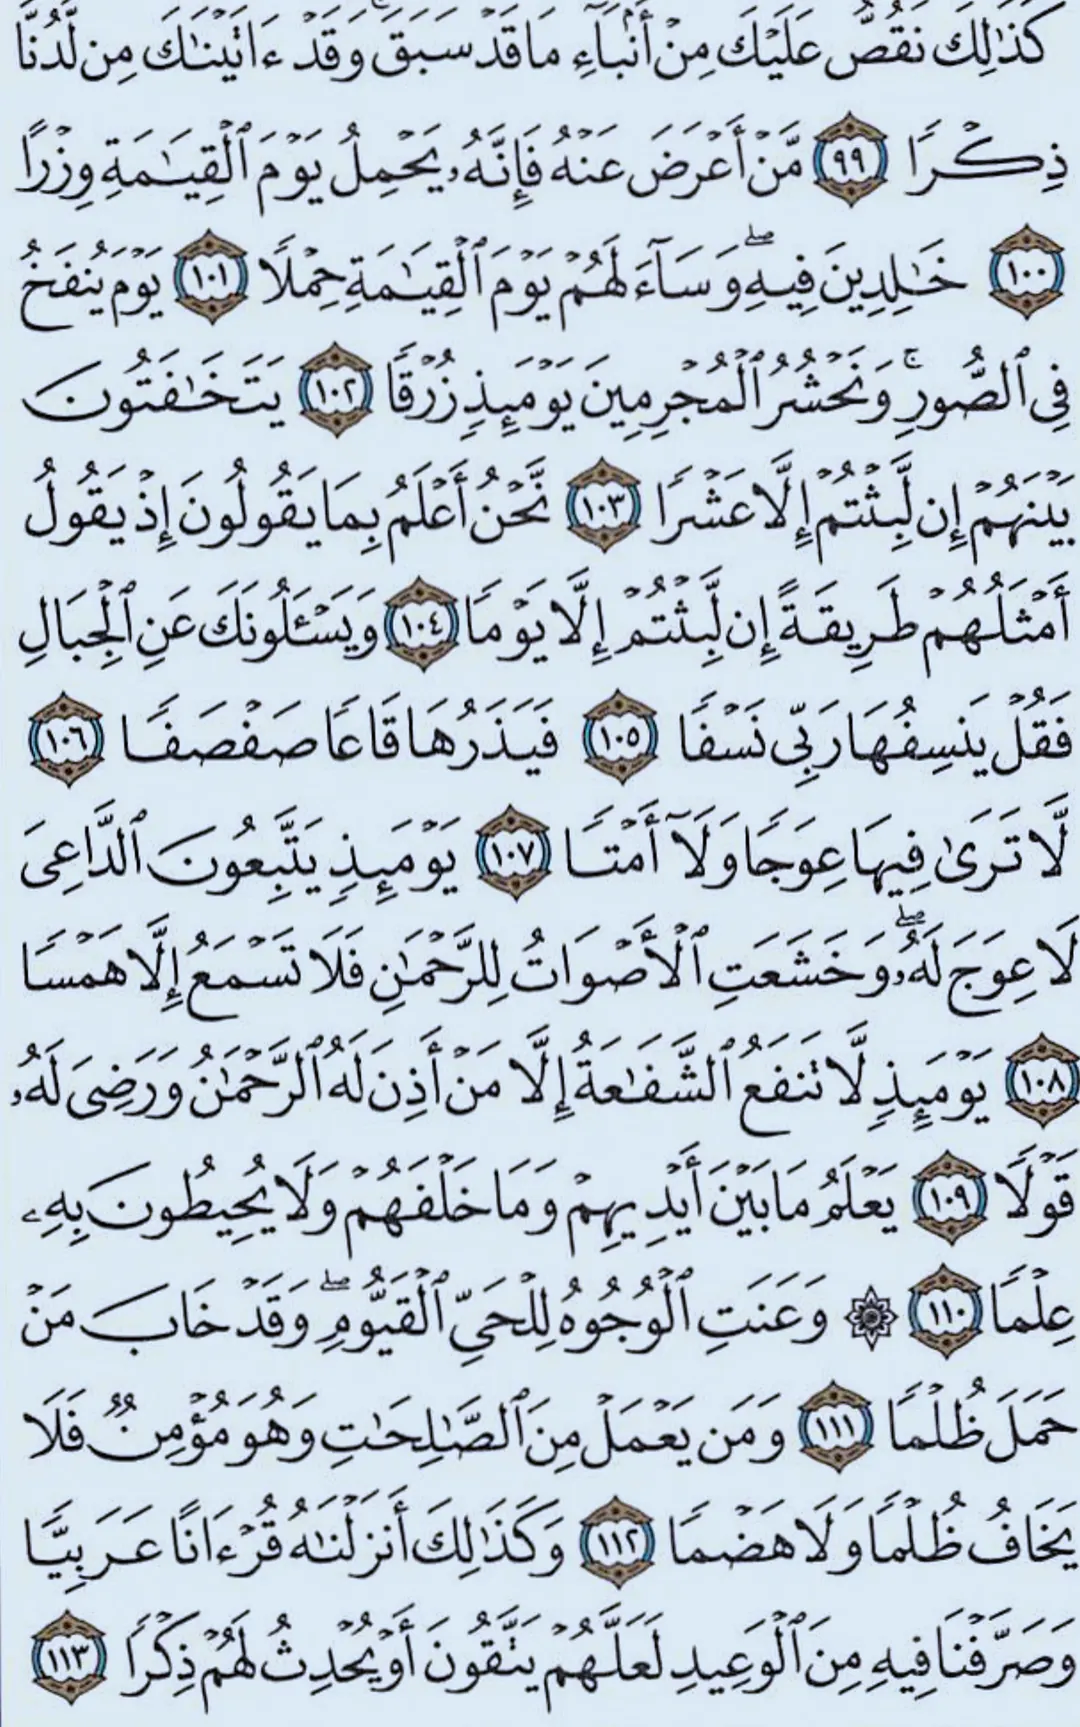 كَذَٰلِكَ نَقُصُّ عَلَيۡكَ مِنۡ أَنۢبَآءِ مَا قَدۡ سَبَقَۚ وَقَدۡ ءَاتَيۡنَٰكَ مِن لَّدُنَّا
ذِكۡرٗا ٩٩ مَّنۡ أَعۡرَضَ عَنۡهُ فَإِنَّهُۥ يَحۡمِلُ يَوۡمَ ٱلۡقِيَٰمَةِ وِزۡرًا
١٠٠ خَٰلِدِينَ فِيهِۖ وَسَآءَ لَهُمۡ يَوۡمَ ٱلۡقِيَٰمَةِ حِمۡلٗا ١٠١ يَوۡمَ يُنفَخُ
فِي ٱلصُّورِۚ وَنَحۡشُرُ ٱلۡمُجۡرِمِينَ يَوۡمَئِذٖ زُرۡقٗا ١٠٢ يَتَخَٰفَتُونَ
بَيۡنَهُمۡ إِن لَّبِثۡتُمۡ إِلَّا عَشۡرٗا ١٠٣ نَّحۡنُ أَعۡلَمُ بِمَا يَقُولُونَ إِذۡ يَقُولُ
أَمۡثَلُهُمۡ طَرِيقَةً إِن لَّبِثۡتُمۡ إِلَّا يَوۡمٗا ١٠٤ وَيَسۡـَٔلُونَكَ عَنِ ٱلۡجِبَالِ
فَقُلۡ يَنسِفُهَا رَبِّي نَسۡفٗا ١٠٥ فَيَذَرُهَا قَاعٗا صَفۡصَفٗا ١٠٦
لَّا تَرَىٰ فِيهَا عِوَجٗا وَلَآ أَمۡتٗا ١٠٧ يَوۡمَئِذٖ يَتَّبِعُونَ ٱلدَّاعِيَ
لَا عِوَجَ لَهُۥۖ وَخَشَعَتِ ٱلۡأَصۡوَاتُ لِلرَّحۡمَٰنِ فَلَا تَسۡمَعُ إِلَّا هَمۡسٗا
١٠٨ يَوۡمَئِذٖ لَّا تَنفَعُ ٱلشَّفَٰعَةُ إِلَّا مَنۡ أَذِنَ لَهُ ٱلرَّحۡمَٰنُ وَرَضِيَ لَهُۥ
قَوۡلٗا ١٠٩ يَعۡلَمُ مَا بَيۡنَ أَيۡدِيهِمۡ وَمَا خَلۡفَهُمۡ وَلَا يُحِيطُونَ بِهِۦ
عِلۡمٗا ١١٠ ۞ وَعَنَتِ ٱلۡوُجُوهُ لِلۡحَيِّ ٱلۡقَيُّومِۖ وَقَدۡ خَابَ مَنۡ
حَمَلَ ظُلۡمٗا ١١١ وَمَن يَعۡمَلۡ مِنَ ٱلصَّٰلِحَٰتِ وَهُوَ مُؤۡمِنٞ فَلَا
يَخَافُ ظُلۡمٗا وَلَا هَضۡمٗا ١١٢ وَكَذَٰلِكَ أَنزَلۡنَٰهُ قُرۡءَانًا عَرَبِيّٗا
وَصَرَّفۡنَا فِيهِ مِنَ ٱلۡوَعِيدِ لَعَلَّهُمۡ يَتَّقُونَ أَوۡ يُحۡدِثُ لَهُمۡ ذِكۡرٗا ١١٣